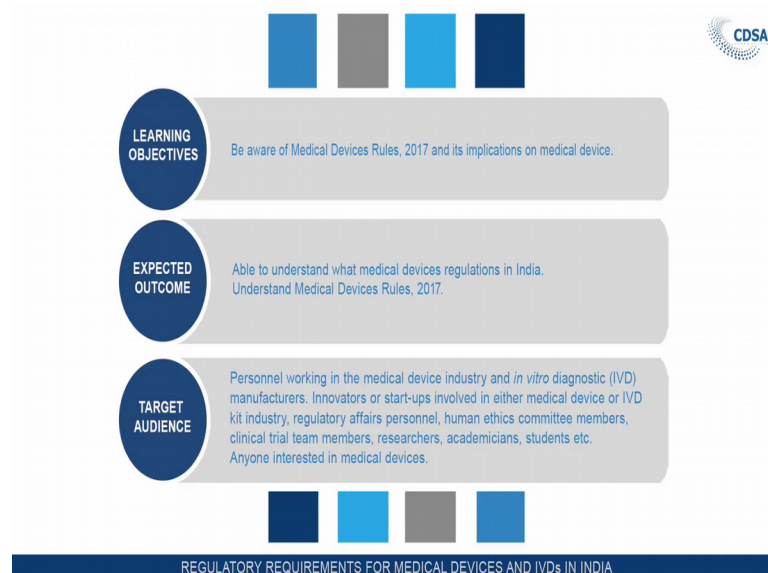 CDSA
LEARNING
OBJECTIVES
Be aware of Medical Devices Rules, 2017 and its implications on medical device.
EXPECTED
OUTCOME
Able to understand what medical devices regulations in India.
Understand Medical Devices Rules, 2017.
TARGET
AUDIENCE
Personnel working in the medical device industry and in vitro diagnostic (IVD)
manufacturers. Innovators or start-ups involved in either medical device or IVD
kit industry, regulatory affairs personnel, human ethics committee members,
clinical trial team members, researchers, academicians, students etc.
Anyone interested in medical devices.
REGULATORY REQUIREMENTS FOR MEDICAL DEVICES AND IVDs IN INDIA